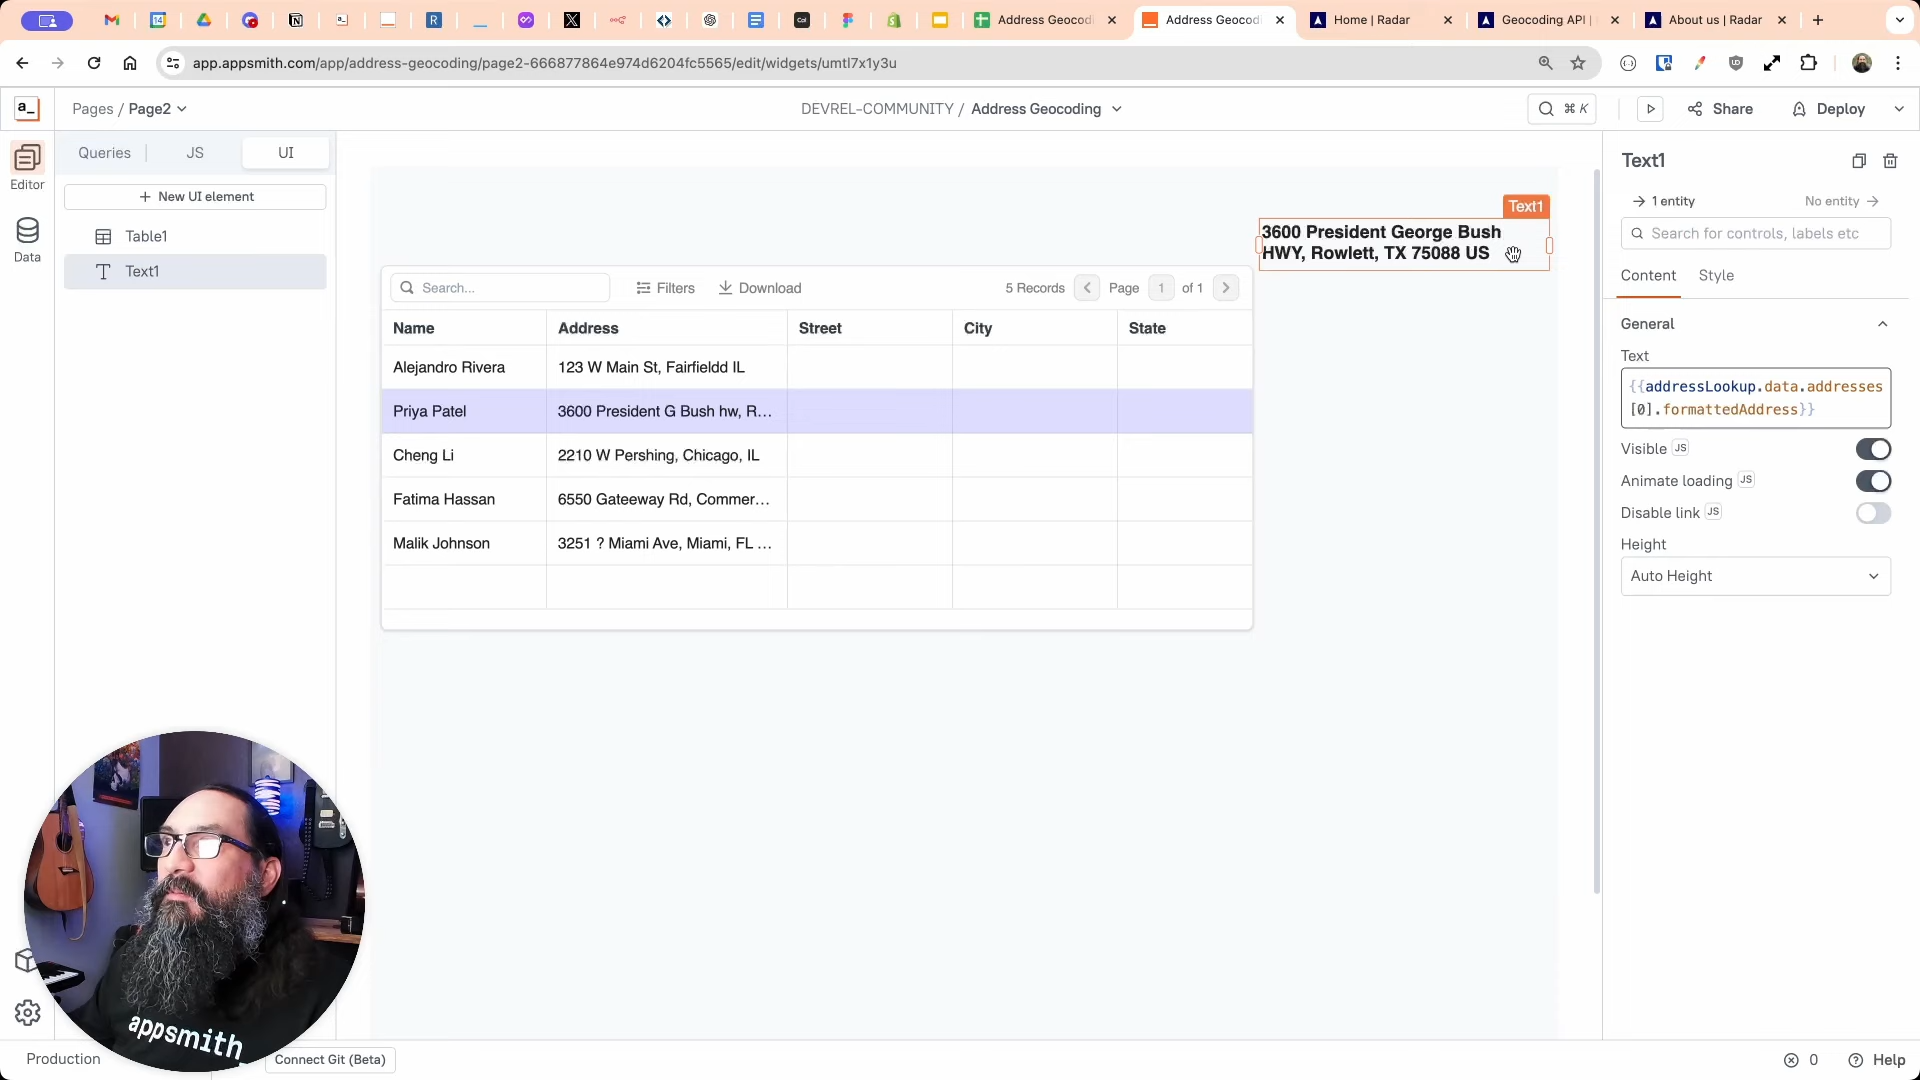 Address Geocodi
Address Geocodi
Home | Radar
Geocoding API |
About us | Radar
app.appsmith.com/app/address-geocoding/page2-666877864e974d6204fc5565/edit/widgets/umtl7x1y3u
a_
Pages / Page2
DEVREL-COMMUNITY / Address Geocoding
⌘ K
Share
Deploy
Editor
Data
Queries
JS
UI
+ New UI element
Table1
Text1
Text1
3600 President George Bush
HWY, Rowlett, TX 75088 US
Search...
Filters
Download
5 Records
Page
1
of 1
Name
Address
Street
City
State
Alejandro Rivera
123 W Main St, Fairfieldd IL
Priya Patel
3600 President G Bush hw, R...
Cheng Li
2210 W Pershing, Chicago, IL
Fatima Hassan
6550 Gateeway Rd, Commer...
Malik Johnson
3251 ? Miami Ave, Miami, FL ...
Text1
→ 1 entity
No entity →
Search for controls, labels etc
Content
Style
General
Text
{{addressLookup.data.addresses
[0].formattedAddress}}
Visible JS
Animate loading JS
Disable link JS
Height
Auto Height
appsmith
Production
Connect Git (Beta)
0
Help